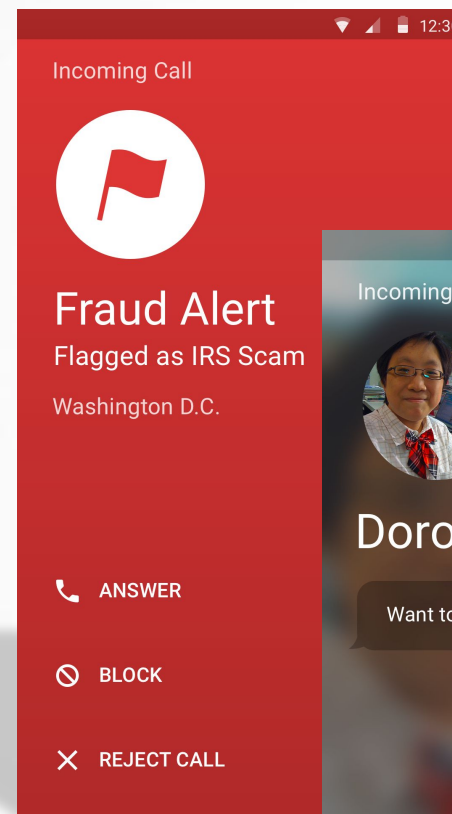 12:3
Incoming Call
Fraud Alert
Flagged as IRS Scam
Washington D.C.
ANSWER
BLOCK
REJECT CALL
Incoming
Doro
Want to